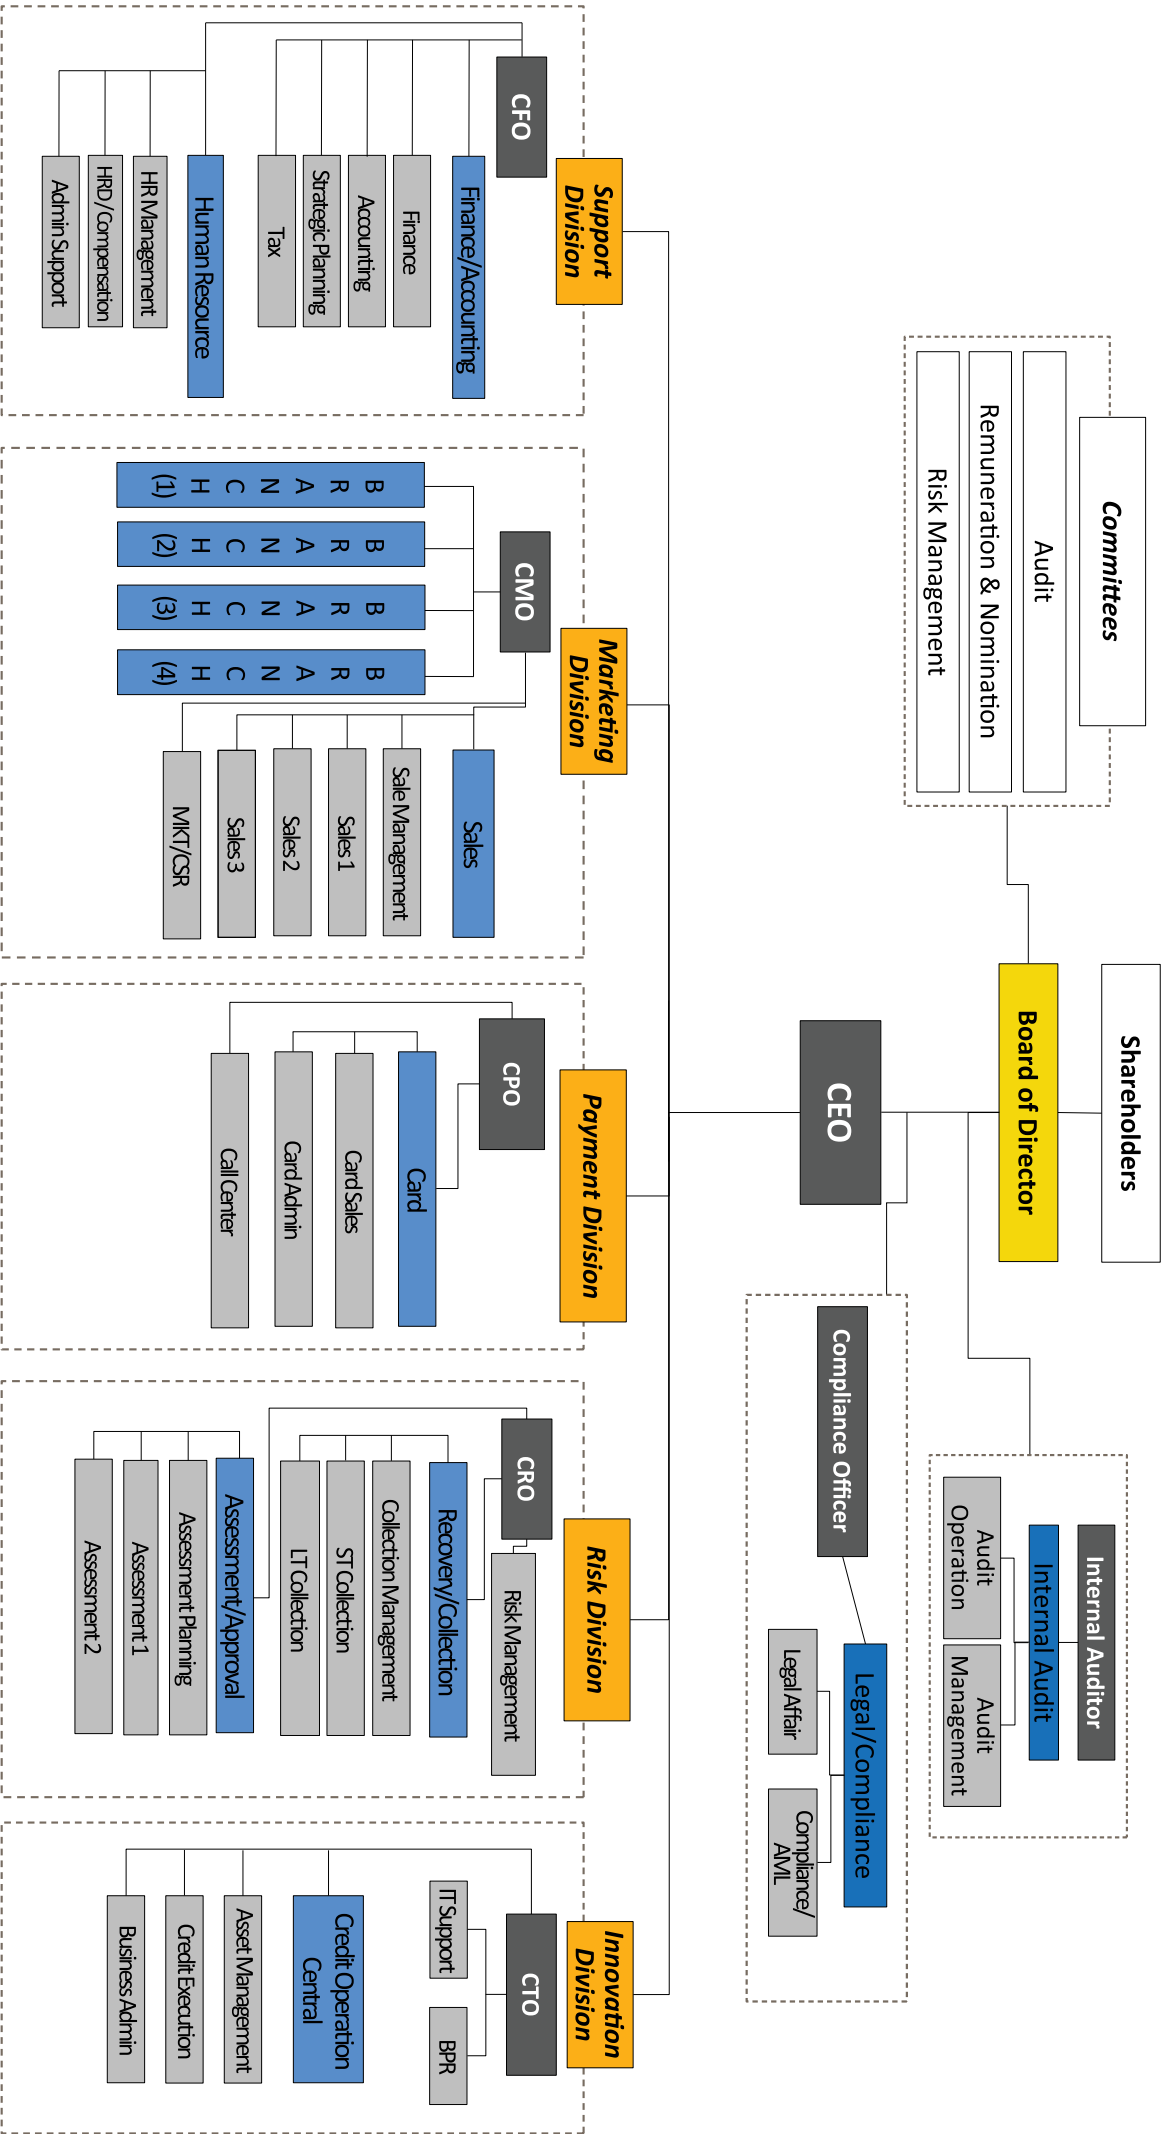 Shareholders
Committees
Audit
Remuneration & Nomination
Risk Management
Board of Director
Internal Auditor
Internal Audit
Audit
Operation
Audit
Management
CEO
Compliance Officer
Legal/Compliance
Legal Affair
Compliance/
AML
Support
Division
CFO
Finance/Accounting
Finance
Accounting
Strategic Planning
Tax
Human Resource
HR Management
HRD/Compensation
Admin Support
Marketing
Division
CMO
B R A N C H (1)
B R A N C H (2)
B R A N C H (3)
B R A N C H (4)
Sales
Sale Management
Sales 1
Sales 2
Sales 3
MKT/CSR
Payment Division
CPO
Card
Card Sales
Card Admin
Call Center
Risk Division
CRO
Risk Management
Recovery/Collection
Collection Management
ST Collection
LT Collection
Assessment/Approval
Assessment Planning
Assessment 1
Assessment 2
Innovation
Division
CTO
IT Support
BPR
Credit Operation
Central
Asset Management
Credit Execution
Business Admin